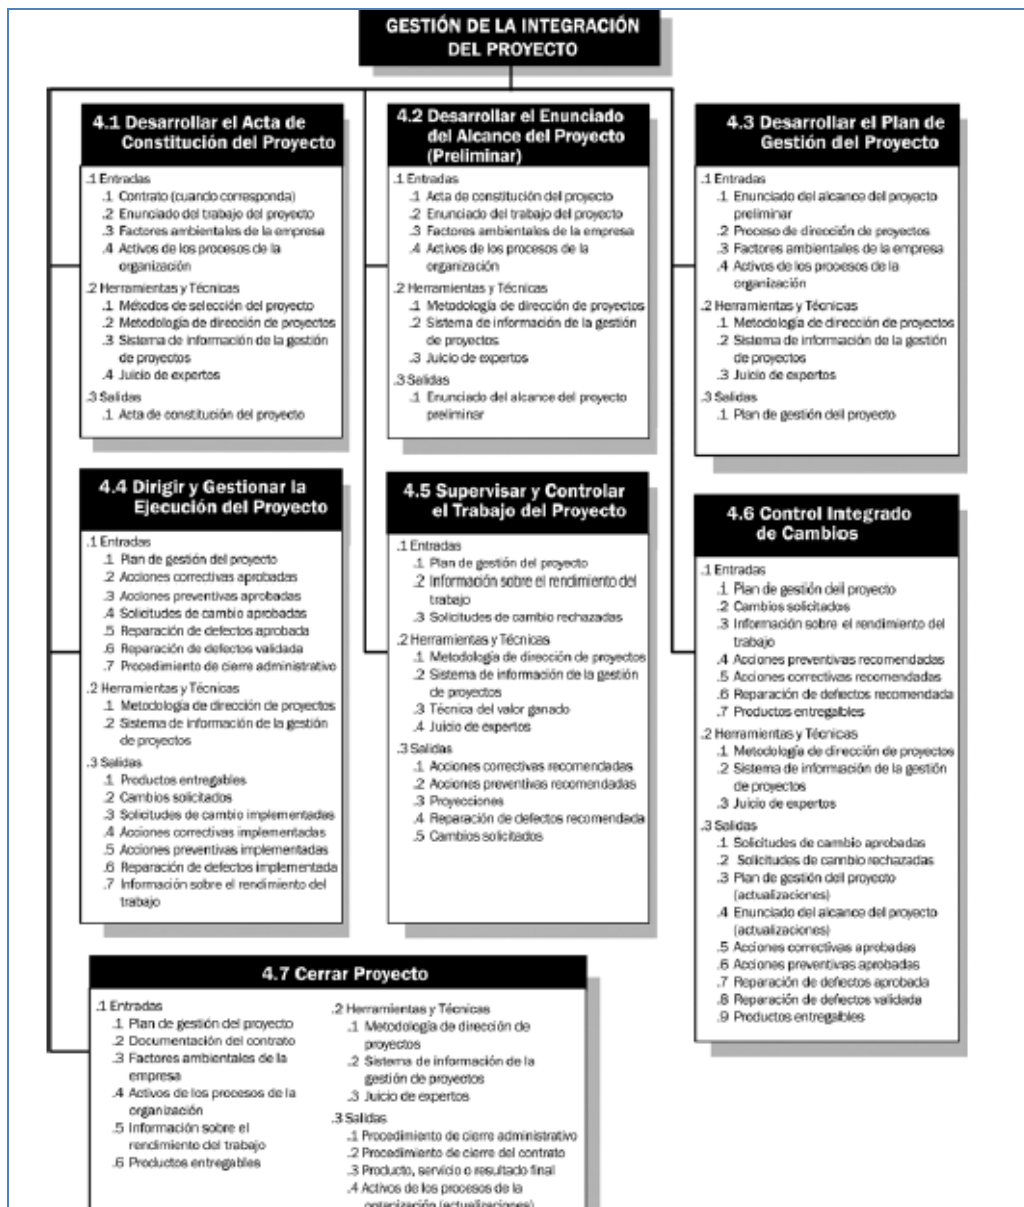 GESTIÓN DE LA INTEGRACIÓN
DEL PROYECTO
4.1 Desarrollar el Acta de
Constitución del Proyecto
.1 Entradas
.1 Contrato (cuando corresponda)
.2 Enunciado del trabajo del proyecto
.3 Factores ambientales de la empresa
.4 Activos de los procesos de la
organización
.2 Herramientas y Técnicas
.1 Métodos de selección del proyecto
.2 Metodología de dirección de proyectos
.3 Sistema de información de la gestión
de proyectos
.4 Juicio de expertos
.3 Salidas
.1 Acta de constitución del proyecto
4.2 Desarrollar el Enunciado
del Alcance del Proyecto
(Preliminar)
.1 Entradas
.1 Acta de constitución del proyecto
.2 Enunciado del trabajo del proyecto
.3 Factores ambientales de la empresa
.4 Activos de los procesos de la
organización
.2 Herramientas y Técnicas
.1 Metodología de dirección de proyectos
.2 Sistema de información de la gestión
de proyectos
.3 Juicio de expertos
.3 Salidas
.1 Enunciado del alcance del proyecto
preliminar
4.3 Desarrollar el Plan de
Gestión del Proyecto
.1 Entradas
.1 Enunciado del alcance del proyecto
preliminar
.2 Proceso de dirección de proyectos
.3 Factores ambientales de la empresa
.4 Activos de los procesos de la
organización
.2 Herramientas y Técnicas
.1 Metodología de dirección de proyectos
.2 Sistema de información de la gestión
de proyectos
.3 Juicio de expertos
.3 Salidas
.1 Plan de gestión del proyecto
4.4 Dirigir y Gestionar la
Ejecución del Proyecto
.1 Entradas
.1 Plan de gestión del proyecto
.2 Acciones correctivas aprobadas
.3 Acciones preventivas aprobadas
.4 Solicitudes de cambio aprobadas
.5 Reparación de defectos aprobada
.6 Reparación de defectos validada
.7 Procedimiento de cierre administrativo
.2 Herramientas y Técnicas
.1 Metodología de dirección de proyectos
.2 Sistema de información de la gestión
de proyectos
.3 Salidas
.1 Productos entregables
.2 Cambios solicitados
.3 Solicitudes de cambio implementadas
.4 Acciones correctivas implementadas
.5 Acciones preventivas implementadas
.6 Reparación de defectos implementada
.7 Información sobre el rendimiento del
trabajo
4.5 Supervisar y Controlar
el Trabajo del Proyecto
.1 Entradas
.1 Plan de gestión del proyecto
.2 Información sobre el rendimiento del
trabajo
.3 Solicitudes de cambio rechazadas
.2 Herramientas y Técnicas
.1 Metodología de dirección de proyectos
.2 Sistema de información de la gestión
de proyectos
.3 Técnica del valor ganado
.4 Juicio de expertos
.3 Salidas
.1 Acciones correctivas recomendadas
.2 Acciones preventivas recomendadas
.3 Proyecciones
.4 Reparación de defectos recomendada
.5 Cambios solicitados
4.6 Control Integrado
de Cambios
.1 Entradas
.1 Plan de gestión del proyecto
.2 Cambios solicitados
.3 Información sobre el rendimiento del
trabajo
.4 Acciones preventivas recomendadas
.5 Acciones correctivas recomendadas
.6 Reparación de defectos recomendada
.7 Productos entregables
.2 Herramientas y Técnicas
.1 Metodología de dirección de proyectos
.2 Sistema de información de la gestión
de proyectos
.3 Juicio de expertos
.3 Salidas
.1 Solicitudes de cambio aprobadas
.2 Solicitudes de cambio rechazadas
.3 Plan de gestión del proyecto
(actualizaciones)
.4 Enunciado del alcance del proyecto
(actualizaciones)
.5 Acciones correctivas aprobadas
.6 Acciones preventivas aprobadas
.7 Reparación de defectos aprobada
.8 Reparación de defectos validada
.9 Productos entregables
4.7 Cerrar Proyecto
.1 Entradas
.1 Plan de gestión del proyecto
.2 Documentación del contrato
.3 Factores ambientales de la
empresa
.4 Activos de los procesos de la
organización
.5 Información sobre el
rendimiento del trabajo
.6 Productos entregables
.2 Herramientas y Técnicas
.1 Metodología de dirección de
proyectos
.2 Sistema de información de la
gestión de proyectos
.3 Juicio de expertos
.3 Salidas
.1 Procedimiento de cierre administrativo
.2 Procedimiento de cierre del contrato
.3 Producto, servicio o resultado final
.4 Activos de los procesos de la
organización (actualizaciones)